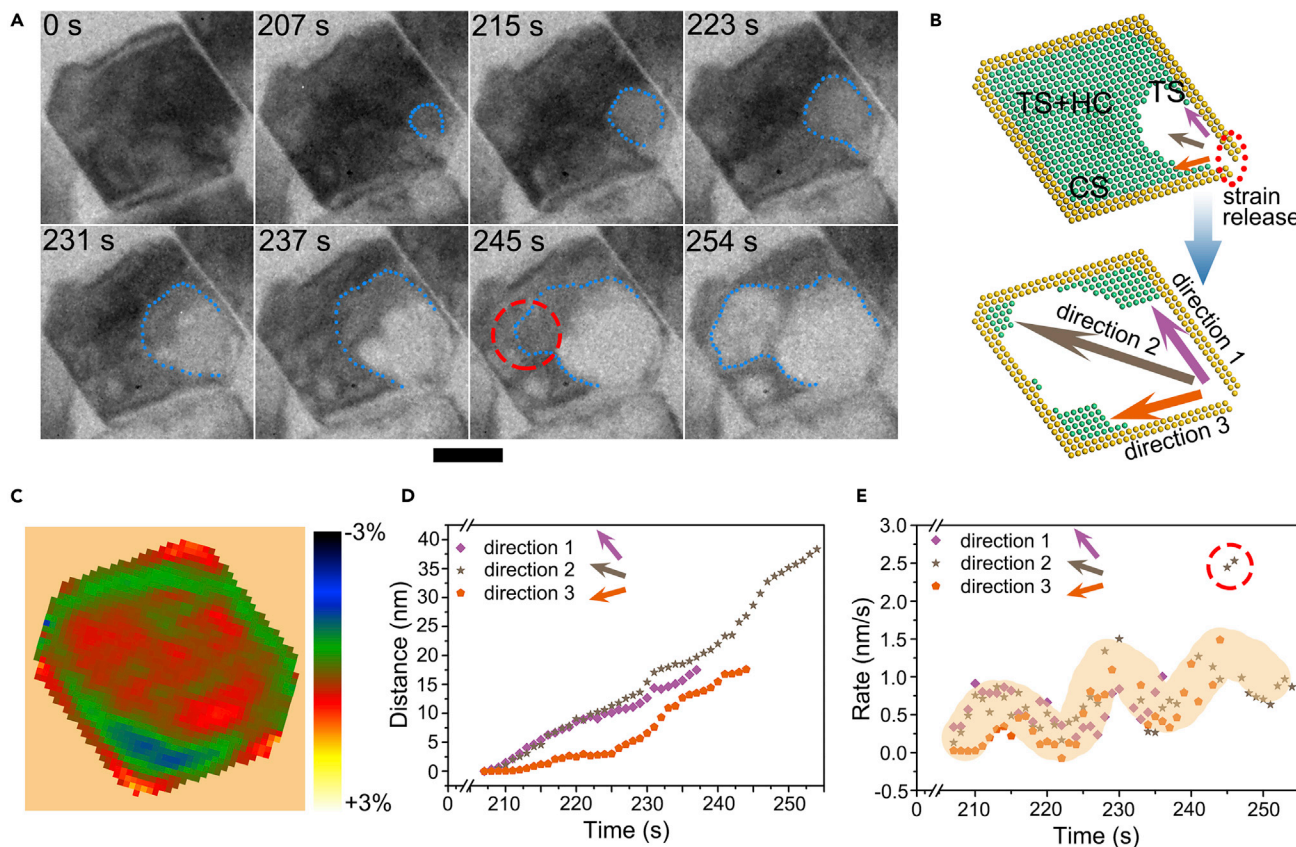 A
0 s
207 s
215 s
223 s
231 s
237 s
245 s
254 s
B
TS+HC
TS
CS
strain
release
direction 1
direction 2
direction 3
C
-3%
+3%
D
Distance (nm)
40
35
30
25
20
15
10
5
0
direction 1
direction 2
direction 3
0
210
220
230
240
250
Time (s)
E
Rate (nm/s)
3.0
2.5
2.0
1.5
1.0
0.5
0.0
-0.5
direction 1
direction 2
direction 3
0
210
220
230
240
250
Time (s)